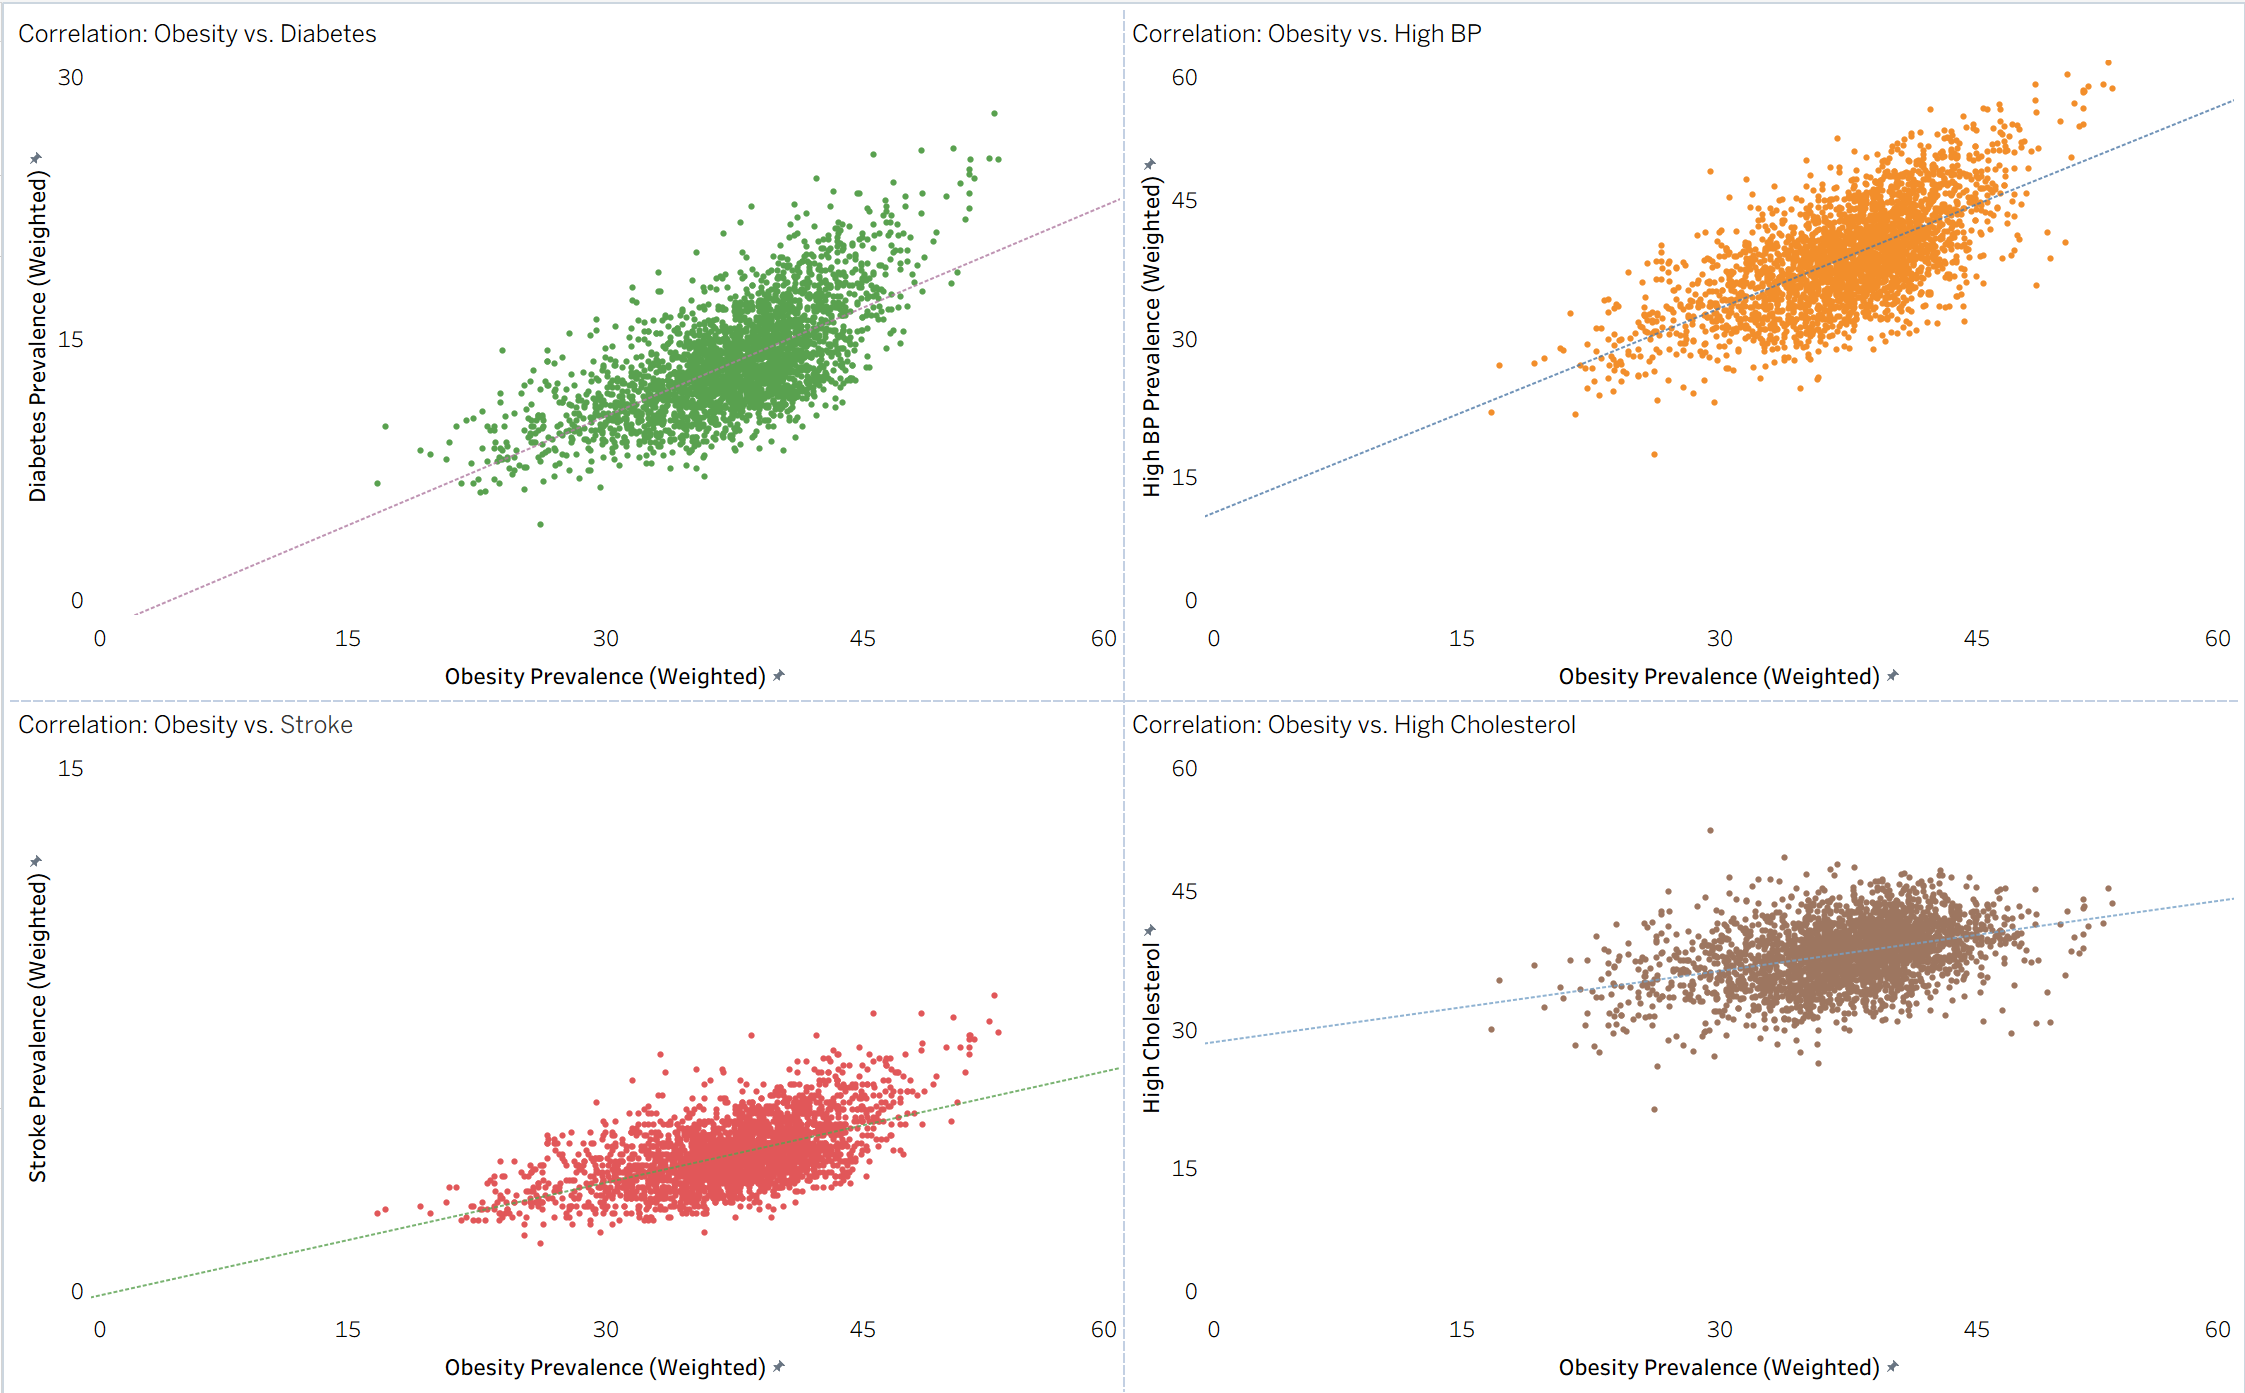 Correlation: Obesity vs. Diabetes
30
15
0
Diabetes Prevalence (Weighted)
0 15 30 45 60
Obesity Prevalence (Weighted)
Correlation: Obesity vs. High BP
60
45
30
15
0
High BP Prevalence (Weighted)
0 15 30 45 60
Obesity Prevalence (Weighted)
Correlation: Obesity vs. Stroke
15
0
Stroke Prevalence (Weighted)
0 15 30 45 60
Obesity Prevalence (Weighted)
Correlation: Obesity vs. High Cholesterol
60
45
30
15
0
High Cholesterol
0 15 30 45 60
Obesity Prevalence (Weighted)